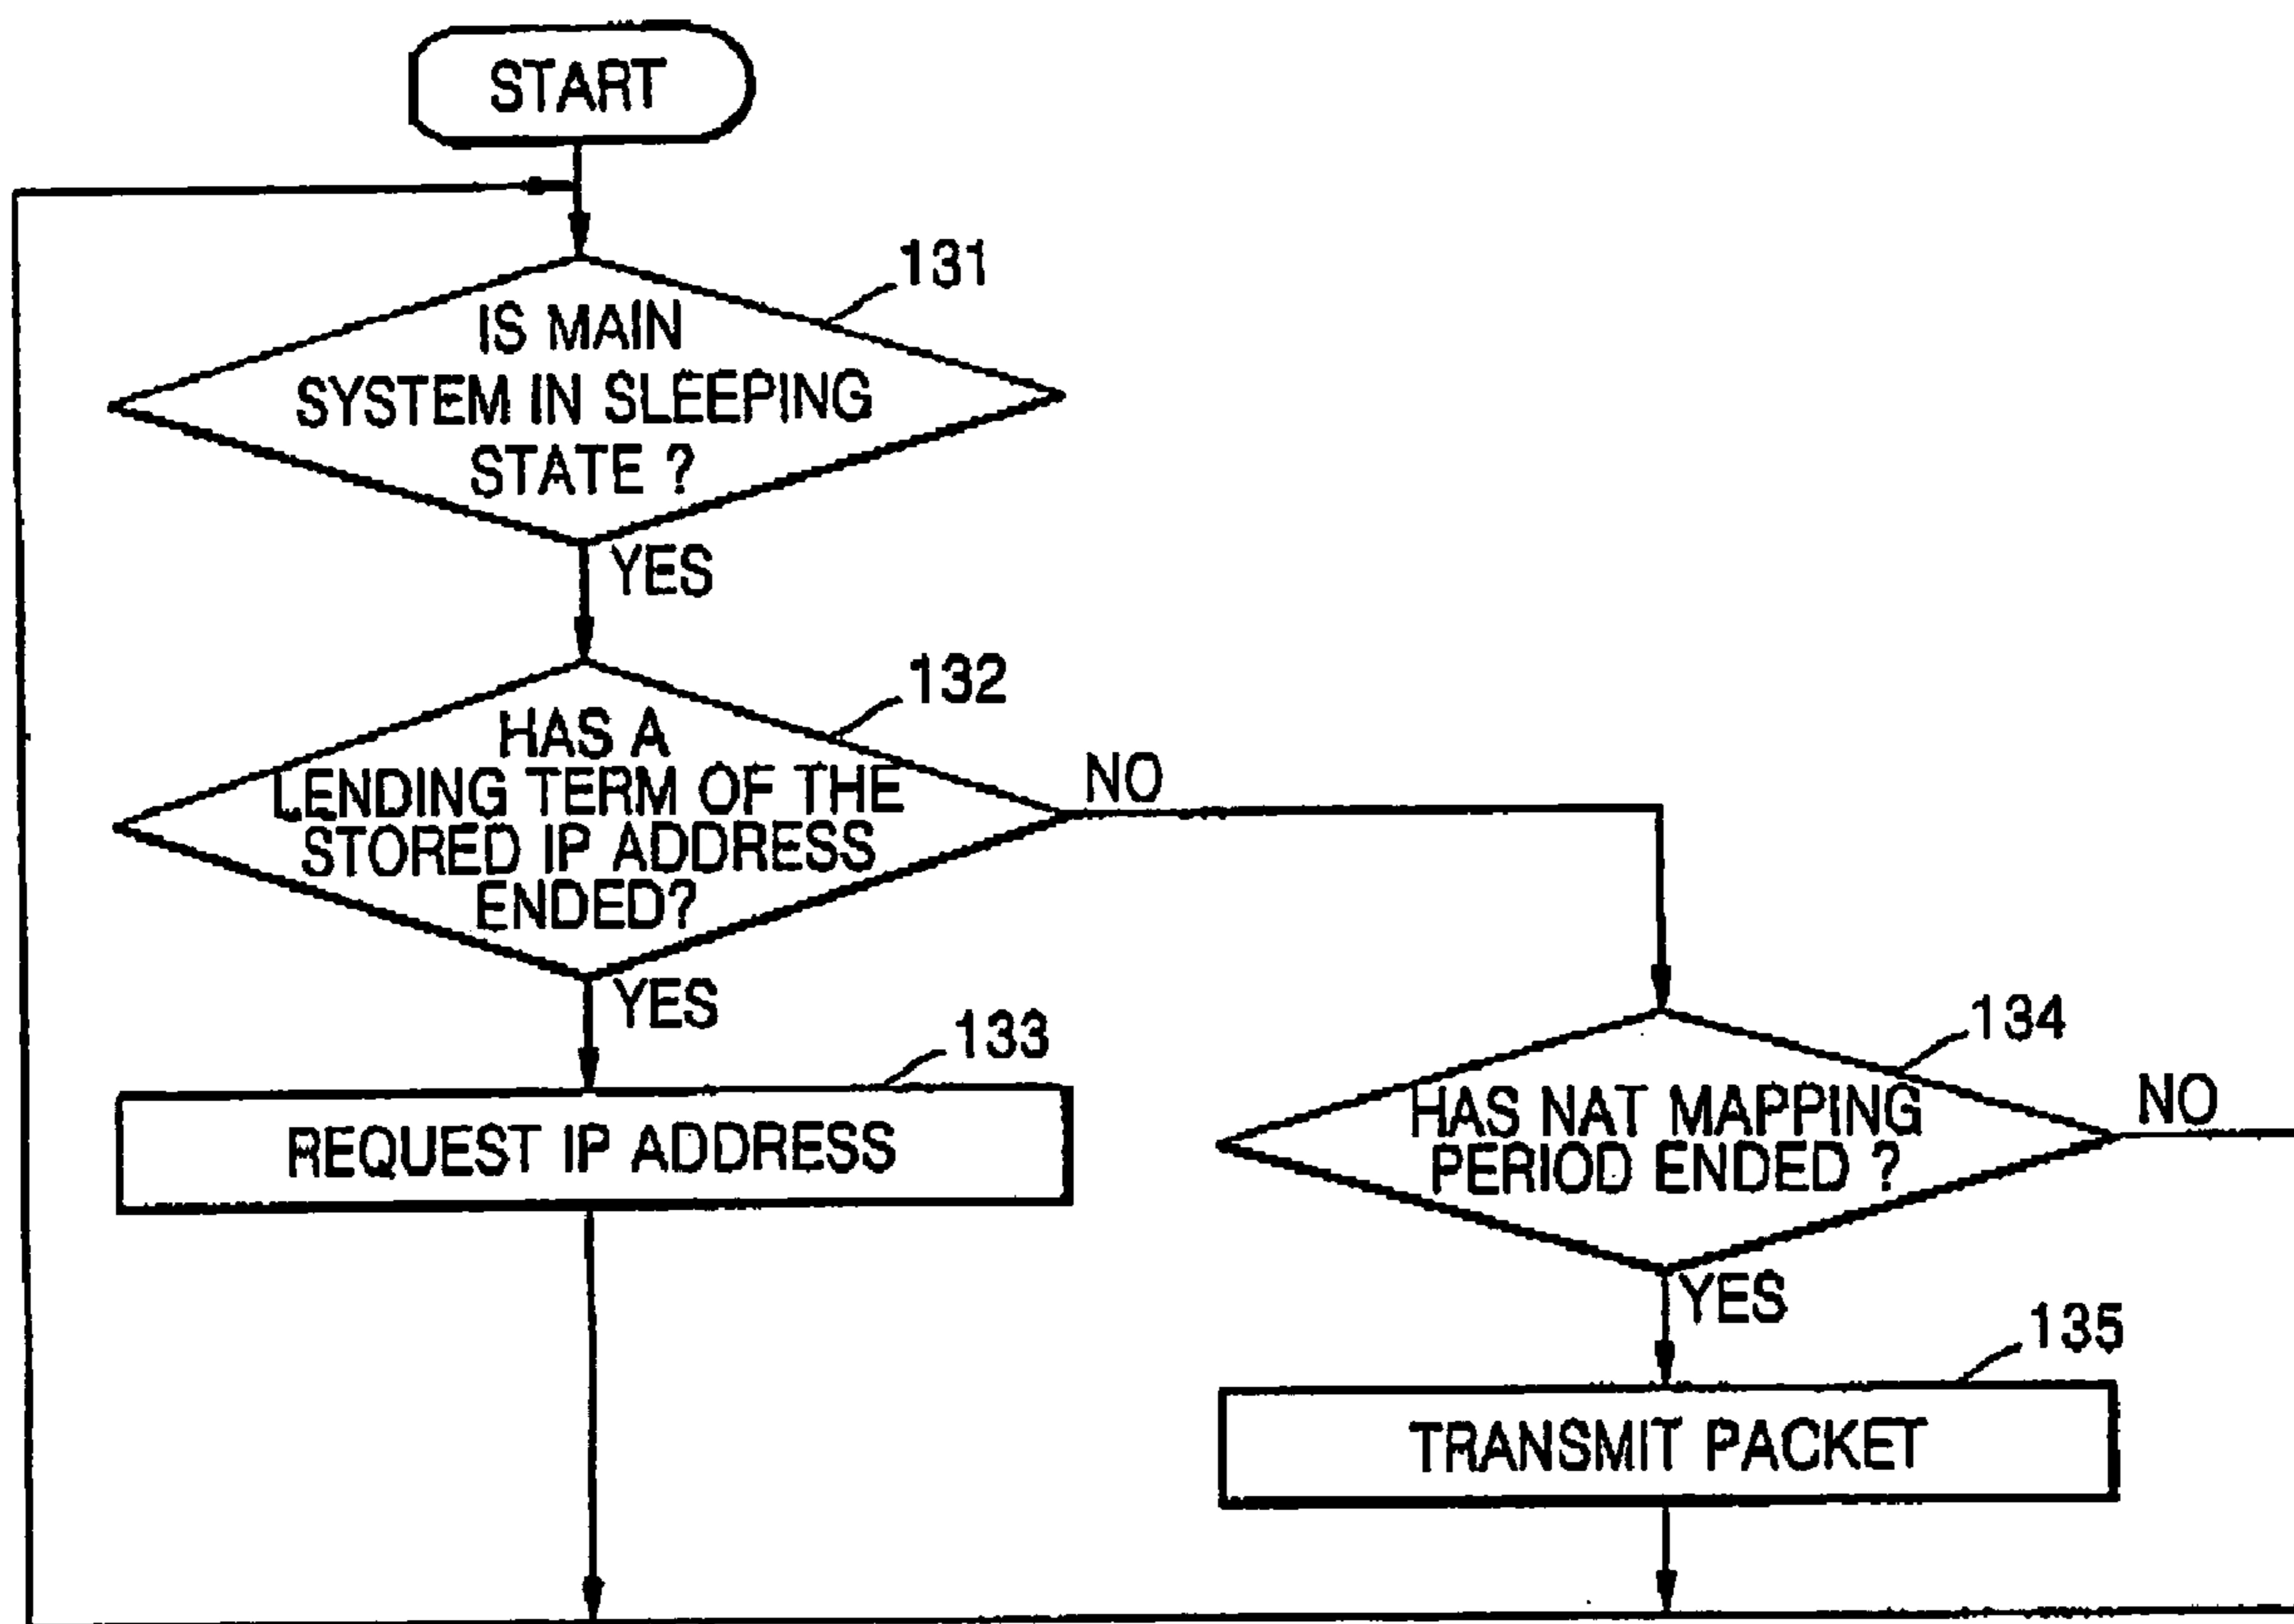 START
131
IS MAIN
SYSTEM IN SLEEPING
STATE ?
YES
132
HAS A
LENDING TERM OF THE
STORED IP ADDRESS
ENDED?
NO
YES
133
REQUEST IP ADDRESS
134
HAS NAT MAPPING
PERIOD ENDED ?
NO
YES
135
TRANSMIT PACKET